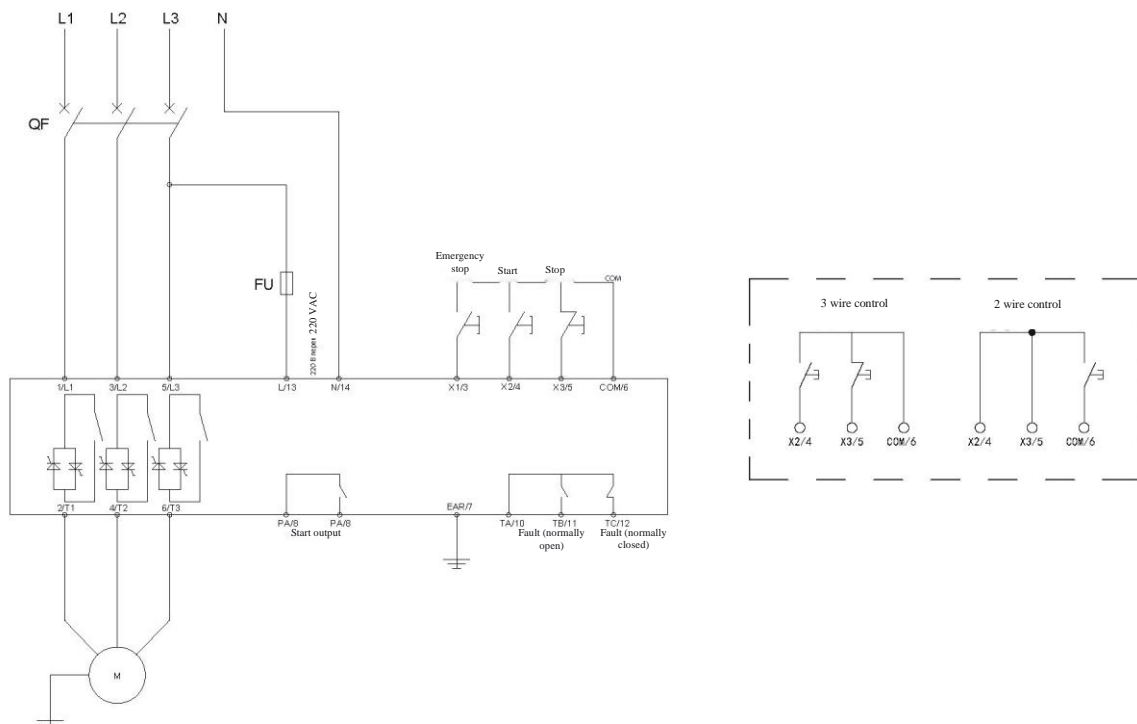 L1 L2 L3 N
QF
FU
220 В перем 220 VAC
Emergency
stop
Start
Stop
COM
1/L1 3/L2 5/L3 L/13 N/14 X1/3 X2/4 X3/5 COM/6
2/T1 4/T2 6/T3
EAR/7
PA/8 PA/8 TA/10 TB/11 TC/12
Start output
Fault (normally
open)
Fault (normally
closed)
M
3 wire control
2 wire control
X2/4 X3/5 COM/6 X2/4 X3/5 COM/6